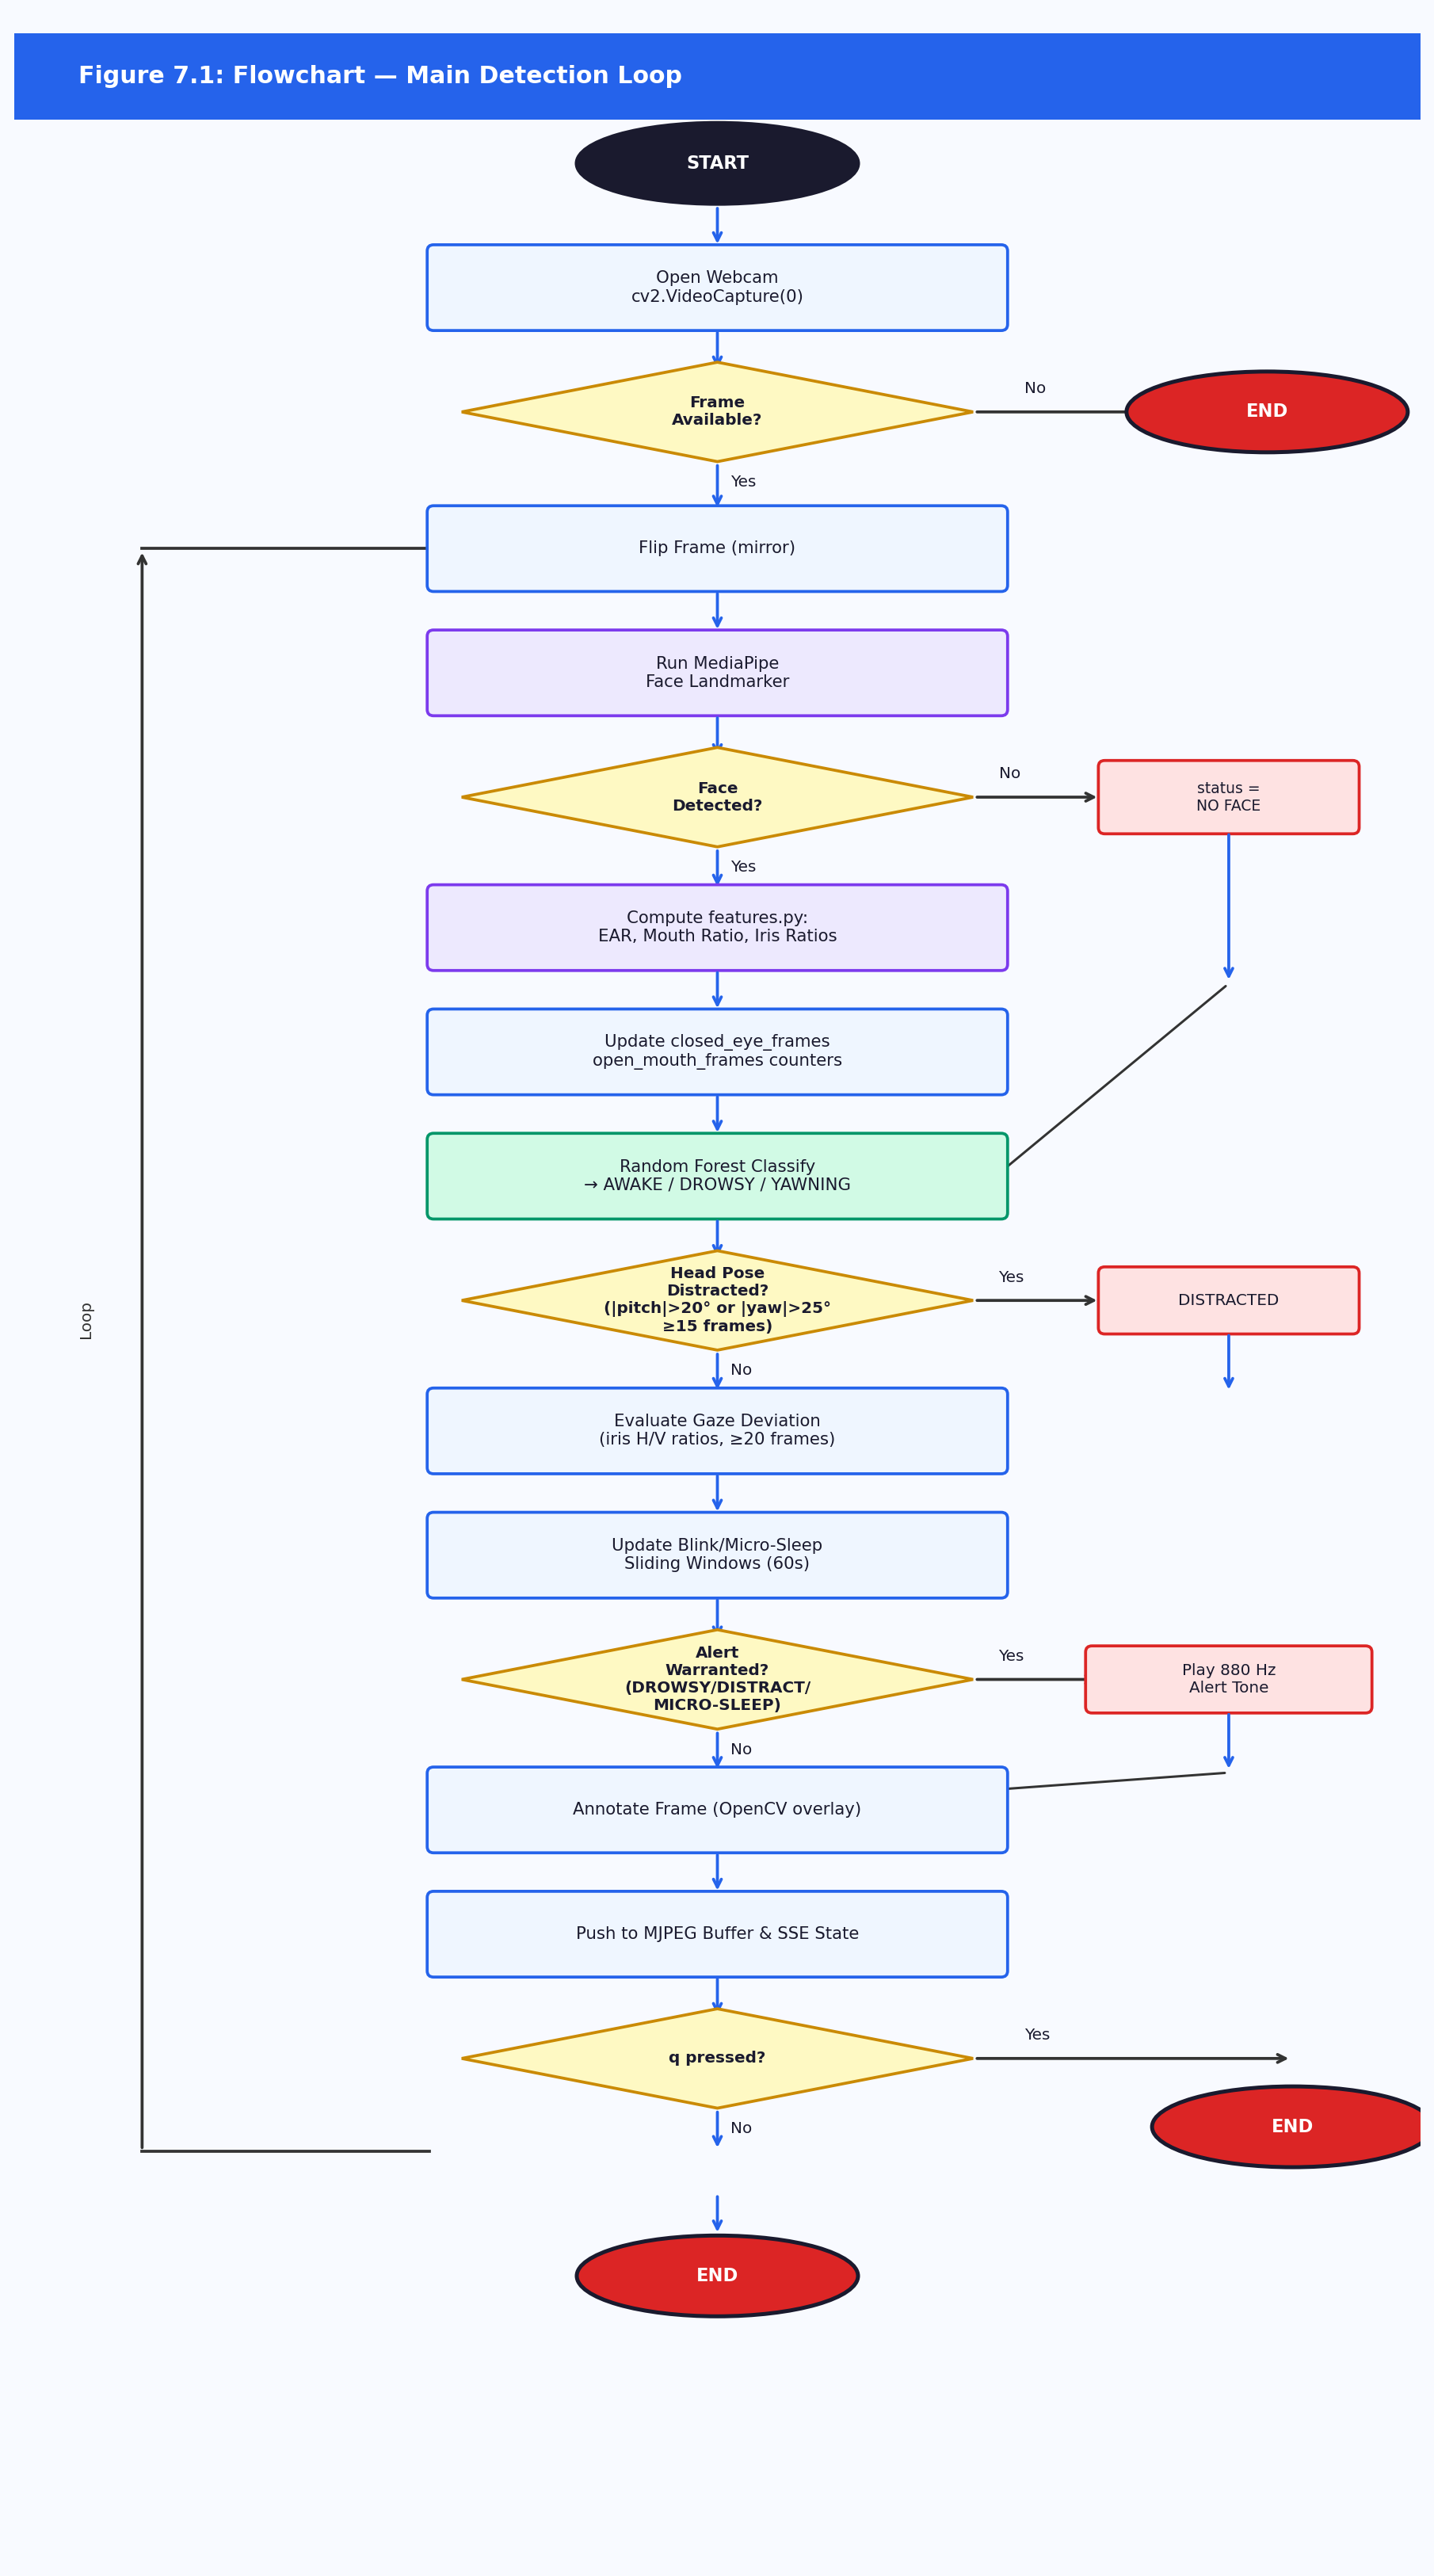 Figure 7.1: Flowchart — Main Detection Loop
START
Open Webcam
cv2.VideoCapture(0)
Frame
Available?
No
END
Yes
Flip Frame (mirror)
Run MediaPipe
Face Landmarker
Face
Detected?
No
status =
NO FACE
Yes
Compute features.py:
EAR, Mouth Ratio, Iris Ratios
Update closed_eye_frames
open_mouth_frames counters
Random Forest Classify
→ AWAKE / DROWSY / YAWNING
Head Pose
Distracted?
(|pitch|>20° or |yaw|>25°
≥15 frames)
Yes
DISTRACTED
Loop
No
Evaluate Gaze Deviation
(iris H/V ratios, ≥20 frames)
Update Blink/Micro-Sleep
Sliding Windows (60s)
Alert
Warranted?
(DROWSY/DISTRACT/
MICRO-SLEEP)
Yes
Play 880 Hz
Alert Tone
No
Annotate Frame (OpenCV overlay)
Push to MJPEG Buffer & SSE State
q pressed?
Yes
No
END
END